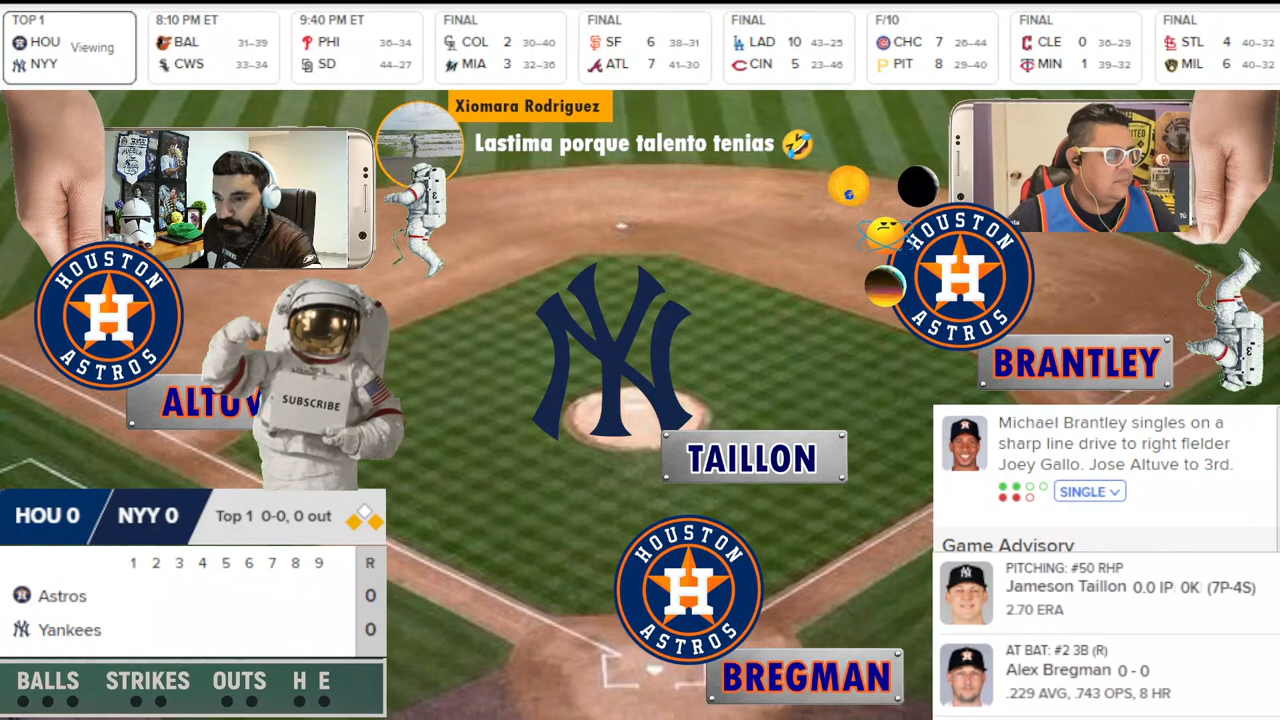 TOP 1
HOU Viewing
NYY
8:10 PM ET
BAL 31-39
CWS 33-34
9:40 PM ET
PHI 36-34
SD 44-27
FINAL
COL 2 30-40
MIA 3 32-36
FINAL
SF 6 38-31
ATL 7 41-30
FINAL
LAD 10 43-25
CIN 5 23-46
F/10
CHC 7 26-44
PIT 8 29-40
FINAL
CLE 0 36-29
MIN 1 39-32
FINAL
STL 4 40-32
MIL 6 40-32
Xiomara Rodriguez
Lastima porque talento tenias 🤣
Tú
HOUSTON
H
ASTROS
HOUSTON
H
ASTROS
BRANTLEY
ALTUV
SUBSCRIBE
NY
TAILLON
Michael Brantley singles on a
sharp line drive to right fielder
Joey Gallo. Jose Altuve to 3rd.
SINGLE
HOU 0 NYY 0 Top 1 0-0, 0 out
1 2 3 4 5 6 7 8 9 R
Astros 0
Yankees 0
BALLS STRIKES OUTS H E
HOUSTON
H
ASTROS
BREGMAN
Game Advisory
PITCHING: #50 RHP
Jameson Taillon 0.0 IP 0K (7P-4S)
2.70 ERA
AT BAT: #2 3B (R)
Alex Bregman 0 - 0
.229 AVG, .743 OPS, 8 HR